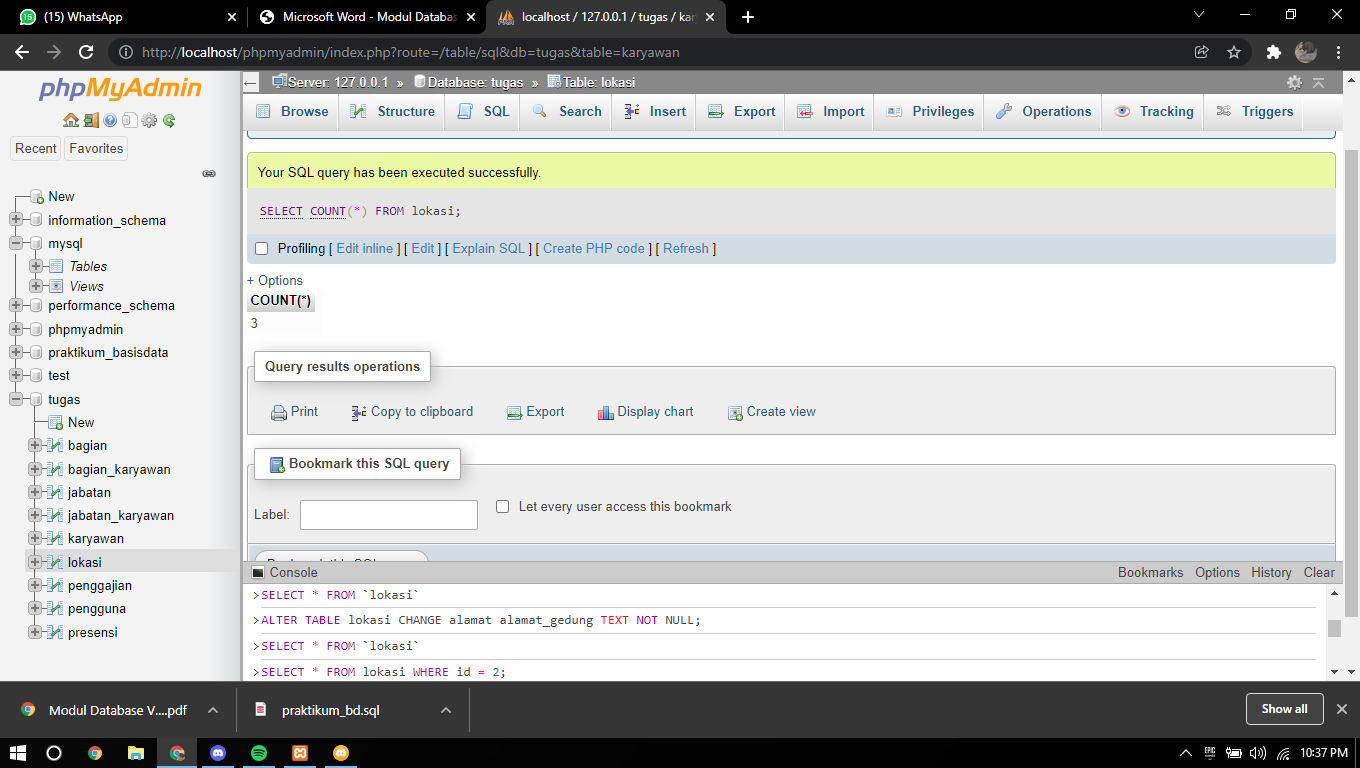 (15) WhatsApp
Microsoft Word - Modul Databas
localhost / 127.0.0.1 / tugas / kar
http://localhost/phpmyadmin/index.php?route=/table/sql&db=tugas&table=karyawan
phpMyAdmin
Recent
Favorites
New
information_schema
mysql
Tables
Views
performance_schema
phpmyadmin
praktikum_basisdata
test
tugas
New
bagian
bagian_karyawan
jabatan
jabatan_karyawan
karyawan
lokasi
penggajian
pengguna
presensi
Server: 127.0.0.1 » Database: tugas » Table: lokasi
Browse Structure SQL Search Insert Export Import Privileges Operations Tracking Triggers
Your SQL query has been executed successfully.
SELECT COUNT(*) FROM lokasi;
Profiling [ Edit inline ] [ Edit ] [ Explain SQL ] [ Create PHP code ] [ Refresh ]
+ Options
COUNT(*)
3
Query results operations
Print Copy to clipboard Export Display chart Create view
Bookmark this SQL query
Label: Let every user access this bookmark
Console Bookmarks Options History Clear
>SELECT * FROM `lokasi`
>ALTER TABLE lokasi CHANGE alamat alamat_gedung TEXT NOT NULL;
>SELECT * FROM `lokasi`
>SELECT * FROM lokasi WHERE id = 2;
Modul Database V....pdf
praktikum_bd.sql
Show all
10:37 PM